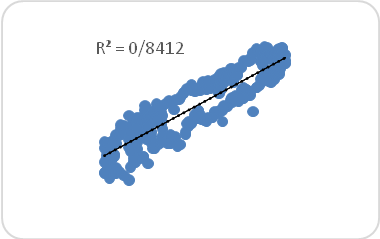 R² = 0/8412